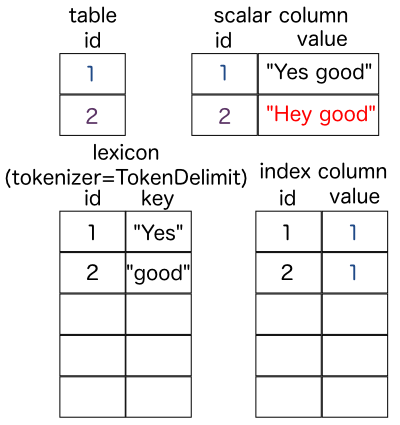 table
id
1
2
scalar column
id value
1 "Yes good"
2 "Hey good"
lexicon
(tokenizer=TokenDelimit)
id key
1 "Yes"
2 "good"
index column
id value
1 1
2 1